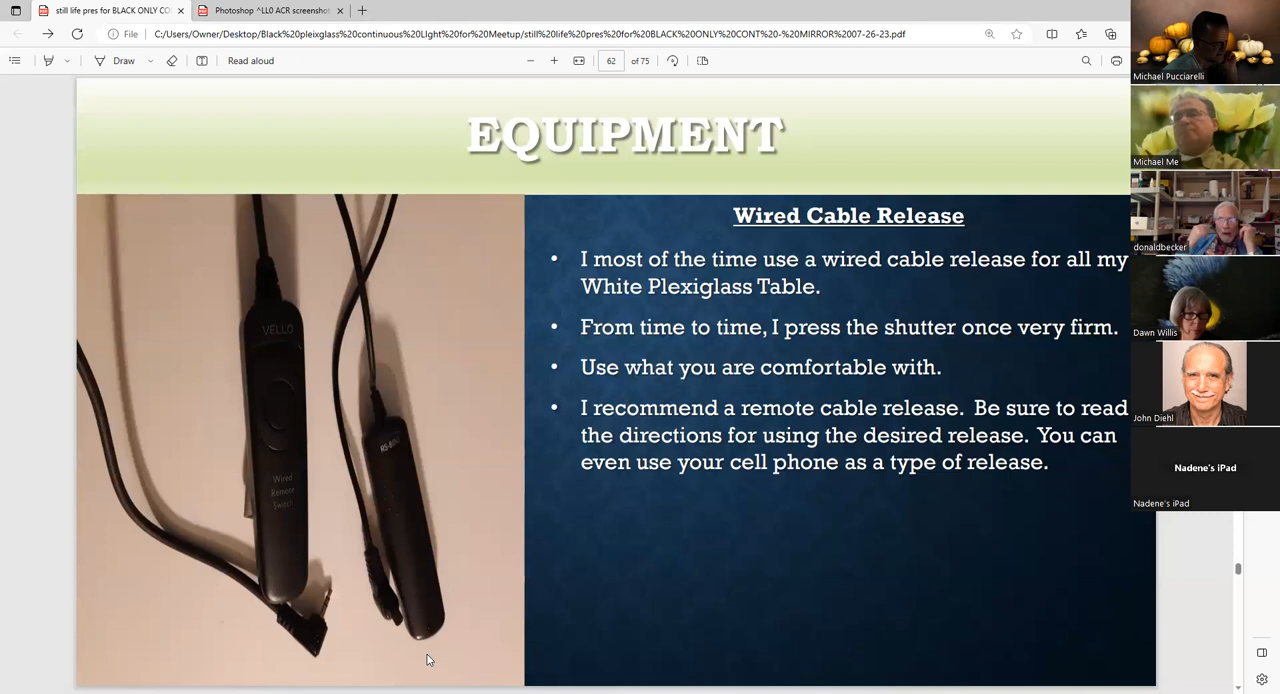 still life pres for BLACK ONLY CO
Photoshop ^LL0 ACR screenshot
File
C:/Users/Owner/Desktop/Black%20pleixglass%20continuous%20LIght%20for%20Meetup/still%20life%20pres%20for%20BLACK%20ONLY%20CONT%20-%20MIRROR%2007-26-23.pdf
Draw
Read aloud
62
of 75
EQUIPMENT
VELLO
Wired
Remote
Switch
Wired Cable Release
• I most of the time use a wired cable release for all my
White Plexiglass Table.
• From time to time, I press the shutter once very firm.
• Use what you are comfortable with.
• I recommend a remote cable release. Be sure to read
the directions for using the desired release. You can
even use your cell phone as a type of release.
Michael Pucciarelli
Michael Me
donaldbecker
Dawn Willis
John Diehl
Nadene's iPad
Nadene's iPad